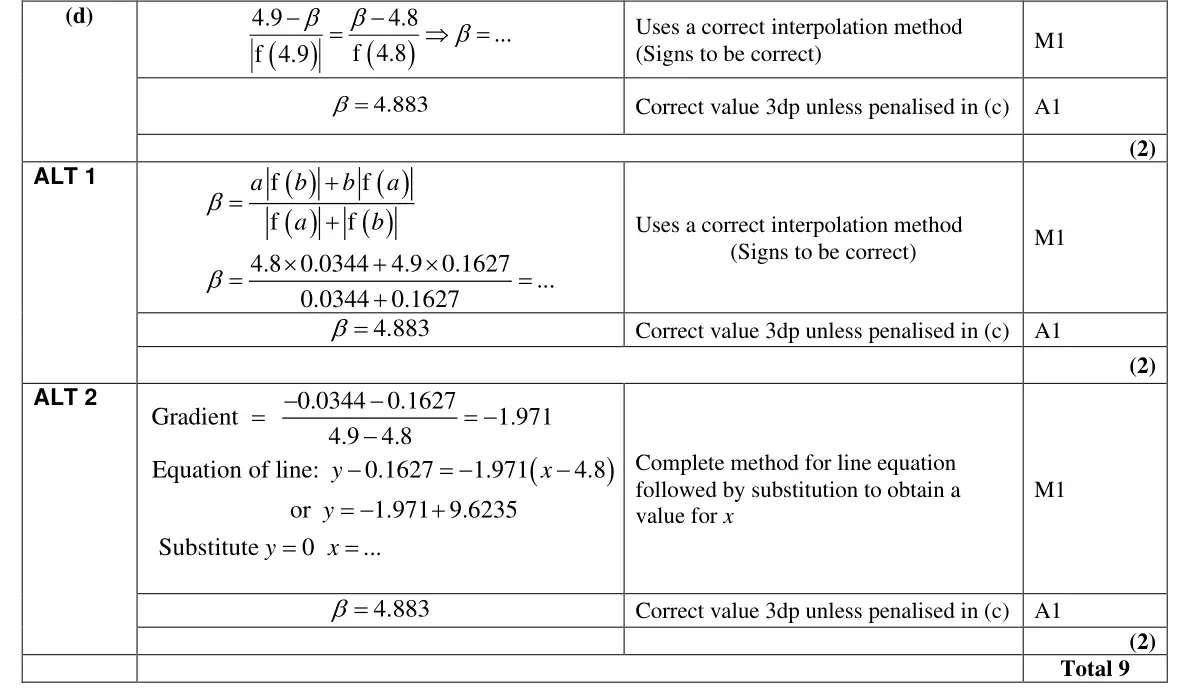 (d) (4.9 − β)/|f(4.9)| = (β − 4.8)/f(4.8) ⇒ β = ... Uses a correct interpolation method (Signs to be correct) M1
β = 4.883 Correct value 3dp unless penalised in (c) A1
(2)
ALT 1
β = (a|f(b)| + b|f(a)|)/(|f(a)| + |f(b)|)
β = (4.8 × 0.0344 + 4.9 × 0.1627)/(0.0344 + 0.1627) = ...
Uses a correct interpolation method
(Signs to be correct)
M1
β = 4.883 Correct value 3dp unless penalised in (c) A1
(2)
ALT 2
Gradient = (−0.0344 − 0.1627)/(4.9 − 4.8) = −1.971
Equation of line: y − 0.1627 = −1.971(x − 4.8)
or y = −1.971 + 9.6235
Substitute y = 0 x = ...
Complete method for line equation
followed by substitution to obtain a
value for x
M1
β = 4.883 Correct value 3dp unless penalised in (c) A1
(2)
Total 9